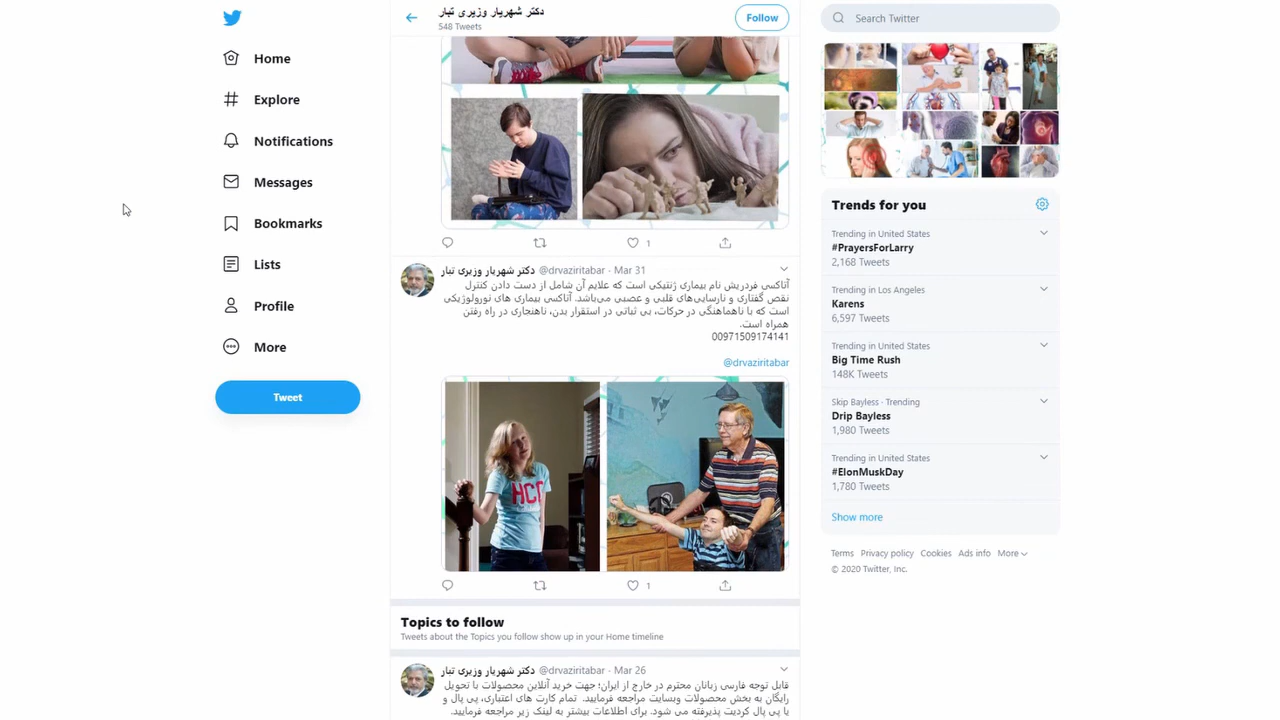 Home
Explore
Notifications
Messages
Bookmarks
Lists
Profile
More
Tweet
دکتر شهریار وزیری تبار
548 Tweets
Follow
1
دکتر شهریار وزیری تبار @drvaziritabar · Mar 31
آتاکسی فردریش نام بیماری ژنتیکی است که علایم آن شامل از دست دادن کنترل
نقص گفتاری و نارسایی‌های قلبی و عصبی می‌باشد. آتاکسی بیماری های نورولوژیکی
است که با ناهماهنگی در حرکات، بی ثباتی در استقرار بدن، ناهنجاری در راه رفتن
همراه است.
00971509174141
@drvaziritabar
HCC
1
Topics to follow
Tweets about the Topics you follow show up in your Home timeline
دکتر شهریار وزیری تبار @drvaziritabar · Mar 26
قابل توجه فارسی زبانان محترم در خارج از ایران؛ جهت خرید آنلاین محصولات با تحویل
رایگان به بخش محصولات وبسایت مراجعه فرمایید. تمام کارت های اعتباری، پی پال و
یا پی پال کردیت پذیرفته می شود. برای اطلاعات بیشتر به لینک زیر مراجعه فرمایید.
Search Twitter
Trends for you
Trending in United States
#PrayersForLarry
2,168 Tweets
Trending in Los Angeles
Karens
6,597 Tweets
Trending in United States
Big Time Rush
148K Tweets
Skip Bayless · Trending
Drip Bayless
1,980 Tweets
Trending in United States
#ElonMuskDay
1,780 Tweets
Show more
Terms Privacy policy Cookies Ads info More
© 2020 Twitter, Inc.